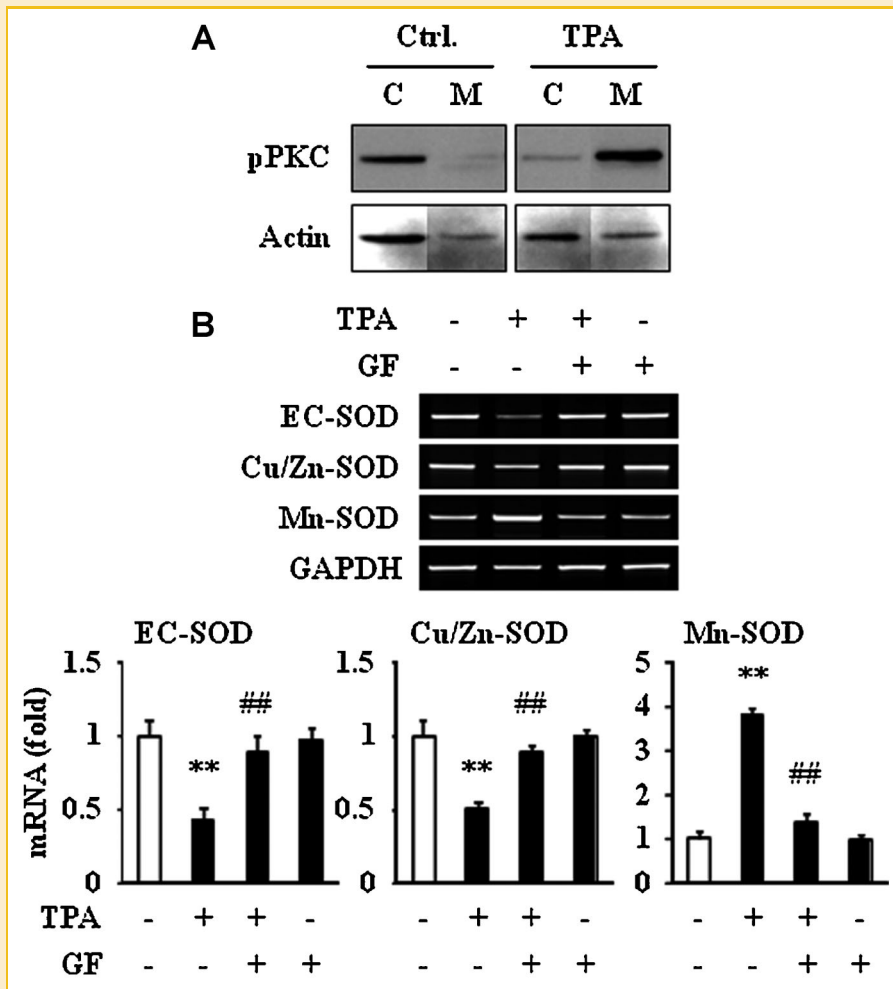 A
Ctrl. TPA
C M C M
pPKC
Actin
B
TPA - + + -
GF - - + +
EC-SOD
Cu/Zn-SOD
Mn-SOD
GAPDH
EC-SOD Cu/Zn-SOD Mn-SOD
mRNA (fold)
1.5
1
0.5
0
**
##
1.5
1
0.5
0
**
##
5
4
3
2
1
0
**
##
TPA - + + - - + + - - + + -
GF - - + + - - + + - - + +